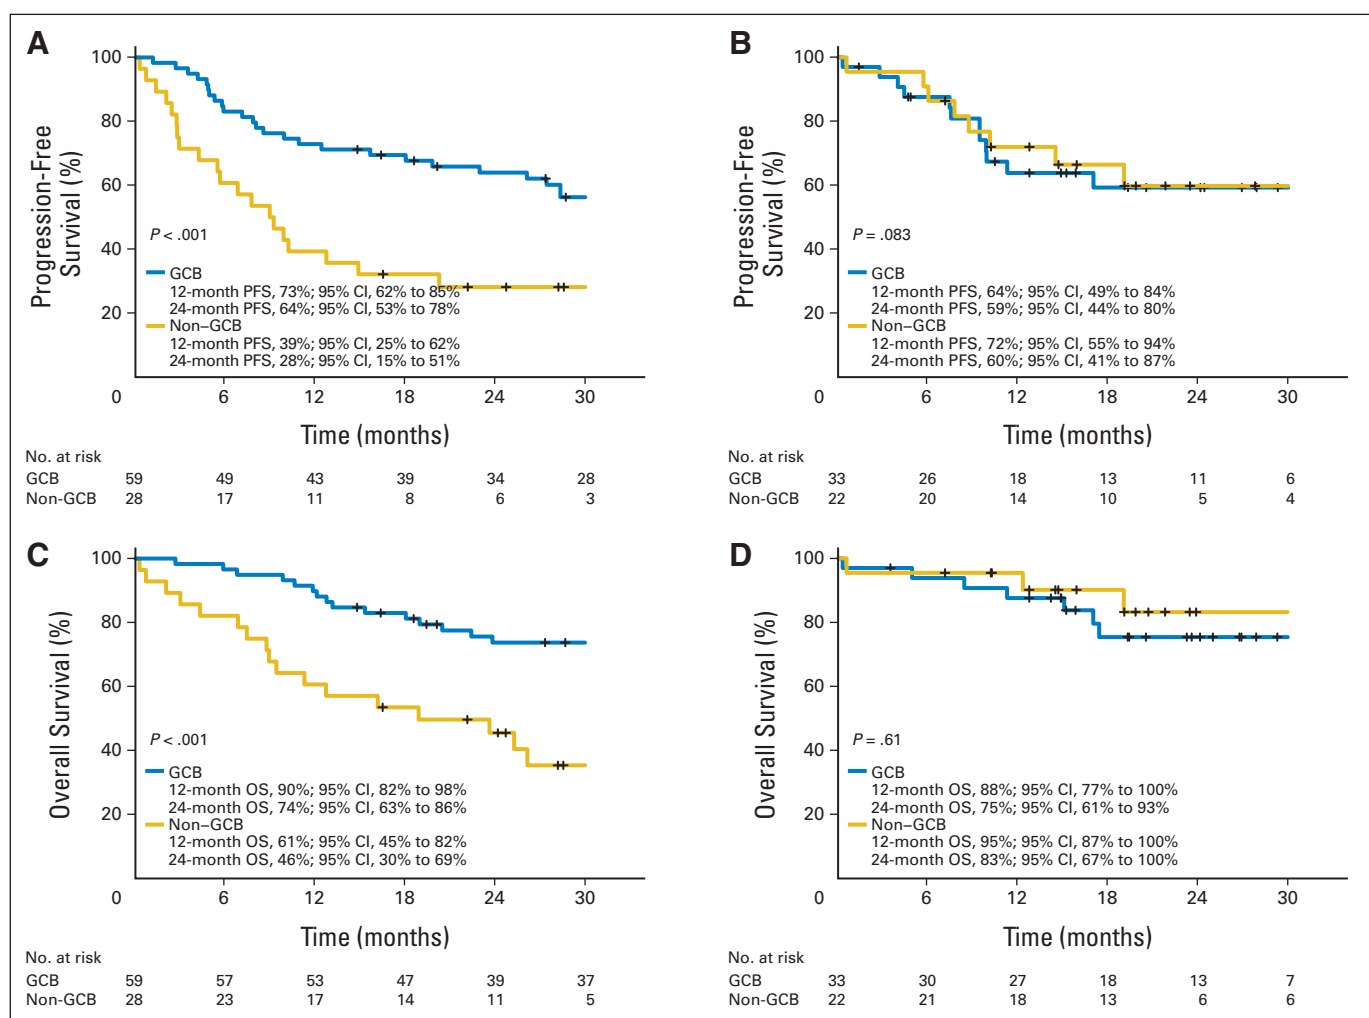 A
Progression-Free
Survival (%)
100
80
60
40
20
P < .001
GCB
12-month PFS, 73%; 95% CI, 62% to 85%
24-month PFS, 64%; 95% CI, 53% to 78%
Non–GCB
12-month PFS, 39%; 95% CI, 25% to 62%
24-month PFS, 28%; 95% CI, 15% to 51%
0 6 12 18 24 30
Time (months)
No. at risk
GCB 59 49 43 39 34 28
Non-GCB 28 17 11 8 6 3
B
Progression-Free
Survival (%)
100
80
60
40
20
P = .083
GCB
12-month PFS, 64%; 95% CI, 49% to 84%
24-month PFS, 59%; 95% CI, 44% to 80%
Non–GCB
12-month PFS, 72%; 95% CI, 55% to 94%
24-month PFS, 60%; 95% CI, 41% to 87%
0 6 12 18 24 30
Time (months)
No. at risk
GCB 33 26 18 13 11 6
Non-GCB 22 20 14 10 5 4
C
Overall Survival (%)
100
80
60
40
20
P < .001
GCB
12-month OS, 90%; 95% CI, 82% to 98%
24-month OS, 74%; 95% CI, 63% to 86%
Non–GCB
12-month OS, 61%; 95% CI, 45% to 82%
24-month OS, 46%; 95% CI, 30% to 69%
0 6 12 18 24 30
Time (months)
No. at risk
GCB 59 57 53 47 39 37
Non-GCB 28 23 17 14 11 5
D
Overall Survival (%)
100
80
60
40
20
P = .61
GCB
12-month OS, 88%; 95% CI, 77% to 100%
24-month OS, 75%; 95% CI, 61% to 93%
Non–GCB
12-month OS, 95%; 95% CI, 87% to 100%
24-month OS, 83%; 95% CI, 67% to 100%
0 6 12 18 24 30
Time (months)
No. at risk
GCB 33 30 27 18 13 7
Non-GCB 22 21 18 13 6 6